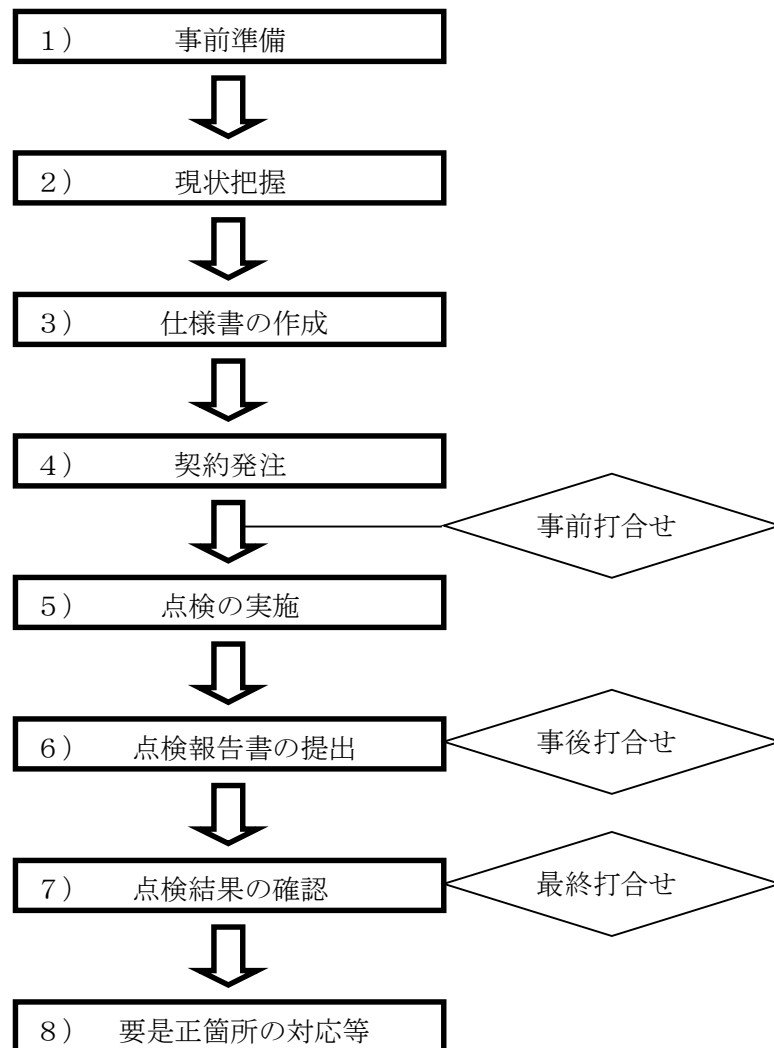 1） 事前準備
2） 現状把握
3） 仕様書の作成
4） 契約発注
事前打合せ
5） 点検の実施
6） 点検報告書の提出
事後打合せ
7） 点検結果の確認
最終打合せ
8） 要是正箇所の対応等